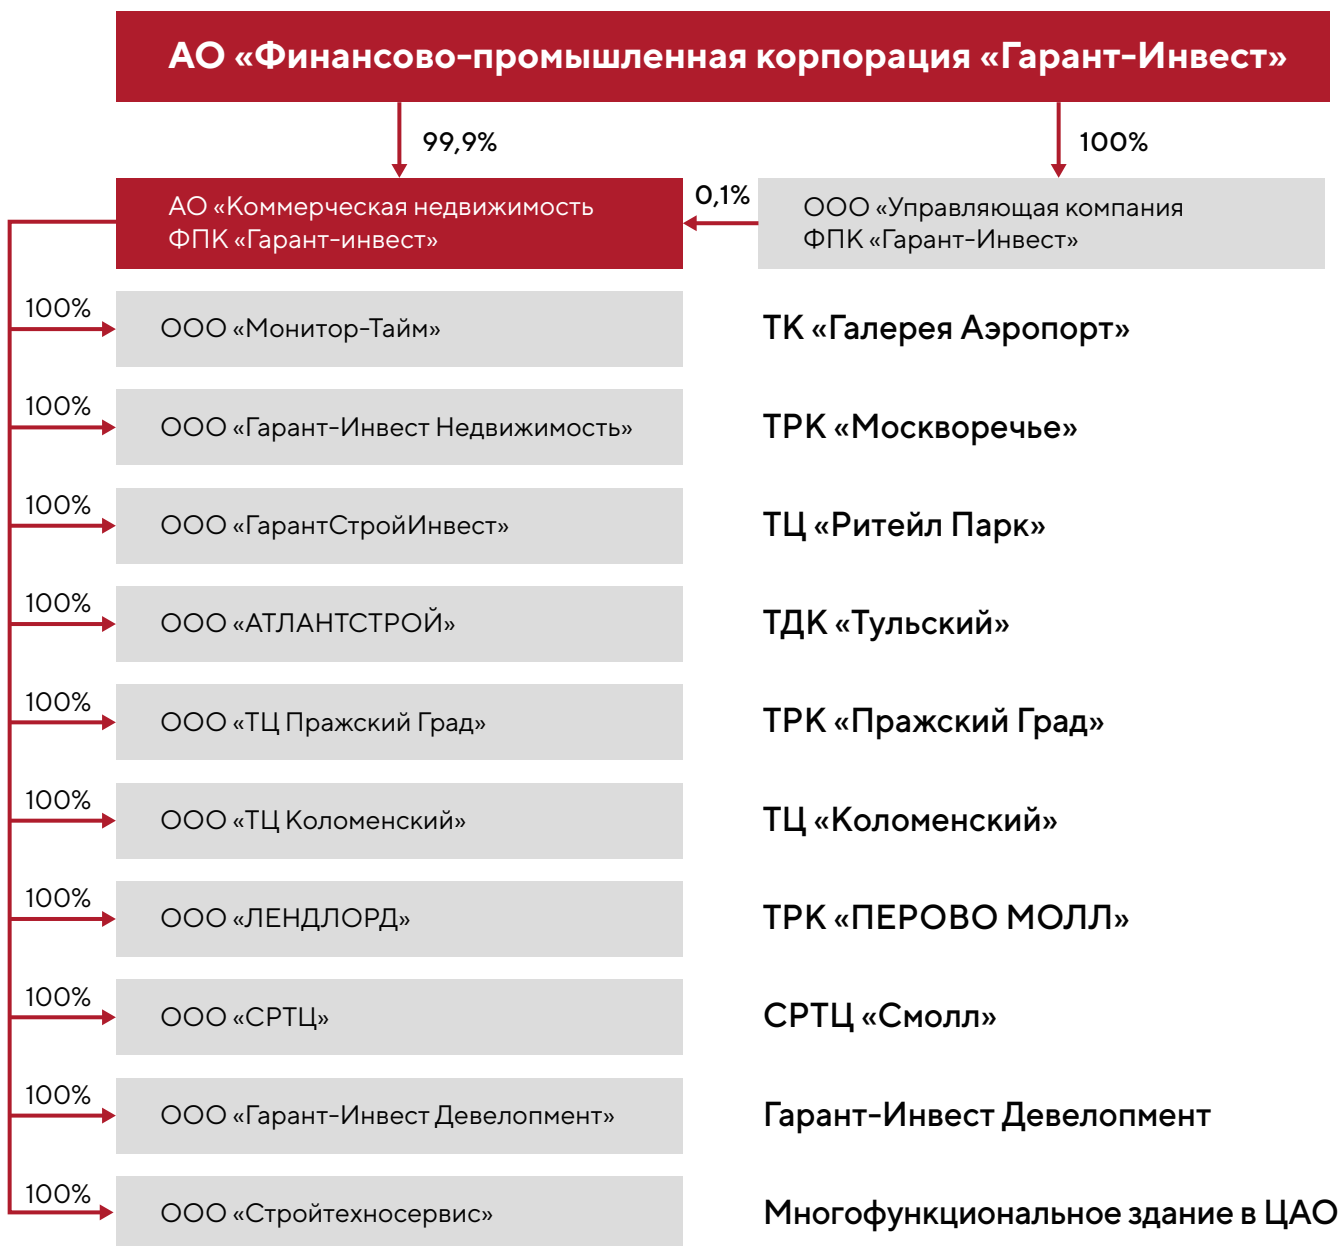 АО «Финансово-промышленная корпорация «Гарант-Инвест»
99,9%
100%
АО «Коммерческая недвижимость
ФПК «Гарант-инвест»
0,1%
ООО «Управляющая компания
ФПК «Гарант-Инвест»
100%
ООО «Монитор-Тайм»
ТК «Галерея Аэропорт»
100%
ООО «Гарант-Инвест Недвижимость»
ТРК «Москворечье»
100%
ООО «ГарантСтройИнвест»
ТЦ «Ритейл Парк»
100%
ООО «АТЛАНТСТРОЙ»
ТДК «Тульский»
100%
ООО «ТЦ Пражский Град»
ТРК «Пражский Град»
100%
ООО «ТЦ Коломенский»
ТЦ «Коломенский»
100%
ООО «ЛЕНДЛОРД»
ТРК «ПЕРОВО МОЛЛ»
100%
ООО «СРТЦ»
СРТЦ «Смолл»
100%
ООО «Гарант-Инвест Девелопмент»
Гарант-Инвест Девелопмент
100%
ООО «Стройтехносервис»
Многофункциональное здание в ЦАО